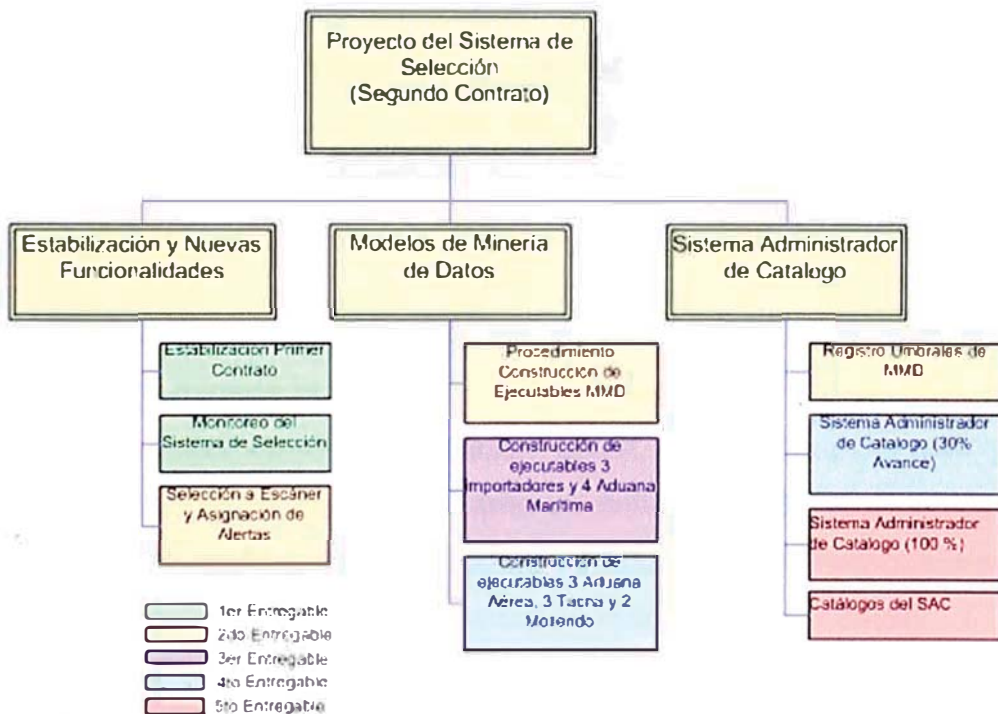 Proyecto del Sistema de
Selección
(Segundo Contrato)
Estabilización y Nuevas
Funcionalidades
Modelos de Minería
de Datos
Sistema Administrador
de Catalogo
Estabilización Primer
Contrato
Monitoreo del
Sistema de Selección
Selección a Escáner
y Asignación de
Alertas
Procedimiento
Construcción de
Ejecutables MMD
Construcción de
ejecutables 3
Importadores y 4 Aduana
Marítima
Construcción de
ejecutables 3 Aduana
Aérea, 3 Tacna y 2
Mollendo
Registro Umbrales de
MMD
Sistema Administrador
de Catalogo (30%
Avance)
Sistema Administrador
de Catalogo (100 %)
Catálogos del SAC
1er Entregable
2do Entregable
3er Entregable
4to Entregable
5to Entregable